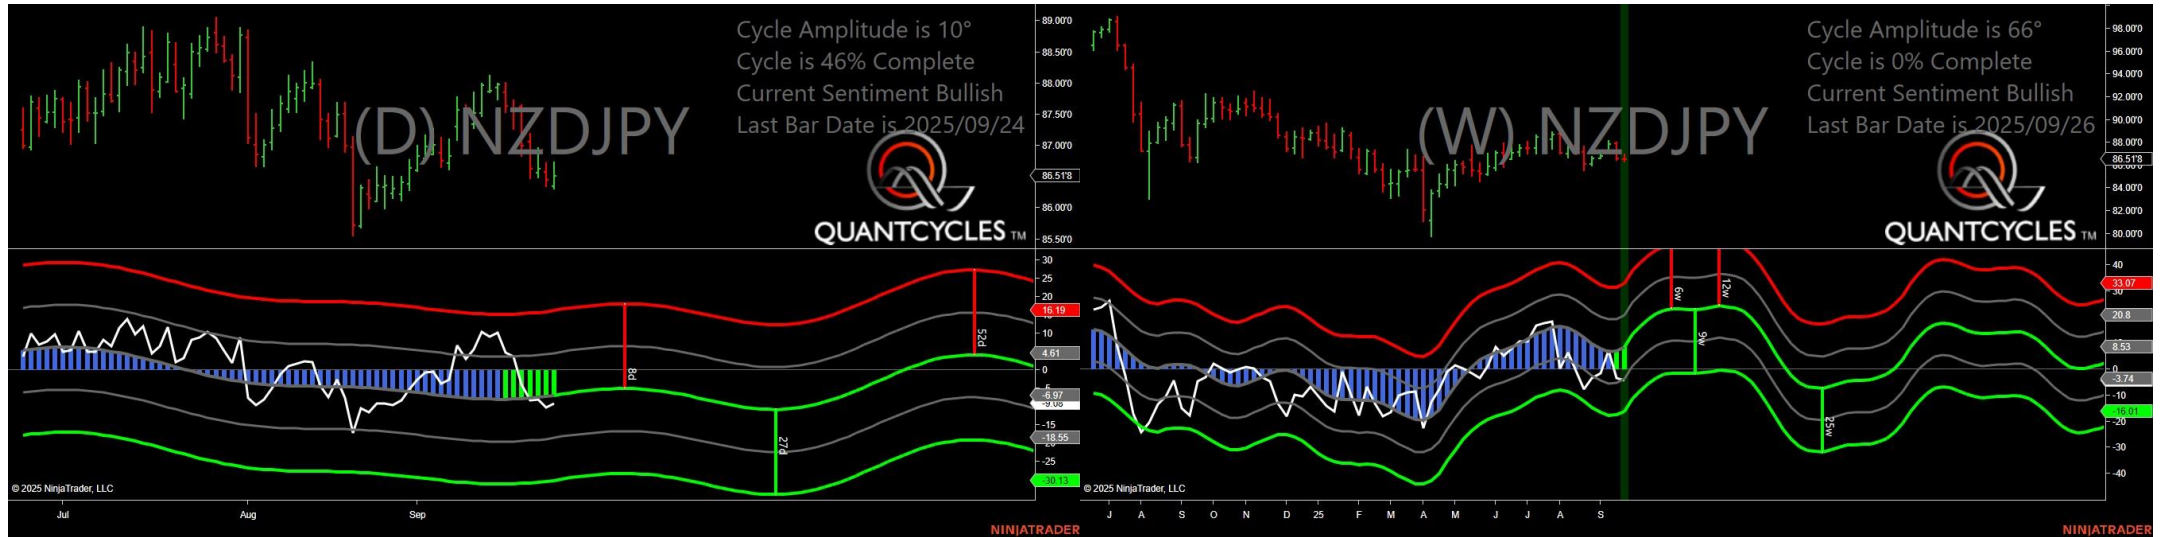 Cycle Amplitude is 10°
Cycle is 46% Complete
Current Sentiment Bullish
Last Bar Date is 2025/09/24
(D) NZDJPY
QUANTCYCLES TM
89.00'0
88.50'0
88.00'0
87.50'0
87.00'0
86.51'8
86.00'0
85.50'0
30
25
20
16.19
10
4.61
0
-6.97
-9.08
-15
-18.55
-25
-30.13
8d
27d
52d
© 2025 NinjaTrader, LLC
Jul
Aug
Sep
NINJATRADER
Cycle Amplitude is 66°
Cycle is 0% Complete
Current Sentiment Bullish
Last Bar Date is 2025/09/26
(W) NZDJPY
QUANTCYCLES TM
98.00'0
96.00'0
94.00'0
92.00'0
90.00'0
88.00'0
86.51'8
84.00'0
82.00'0
80.00'0
40
33.07
30
20.8
8.53
0
-3.74
-10
-16.01
-20
-30
-40
6w
12w
9w
25w
© 2025 NinjaTrader, LLC
J A S O N D 25 F M A M J J A S
NINJATRADER